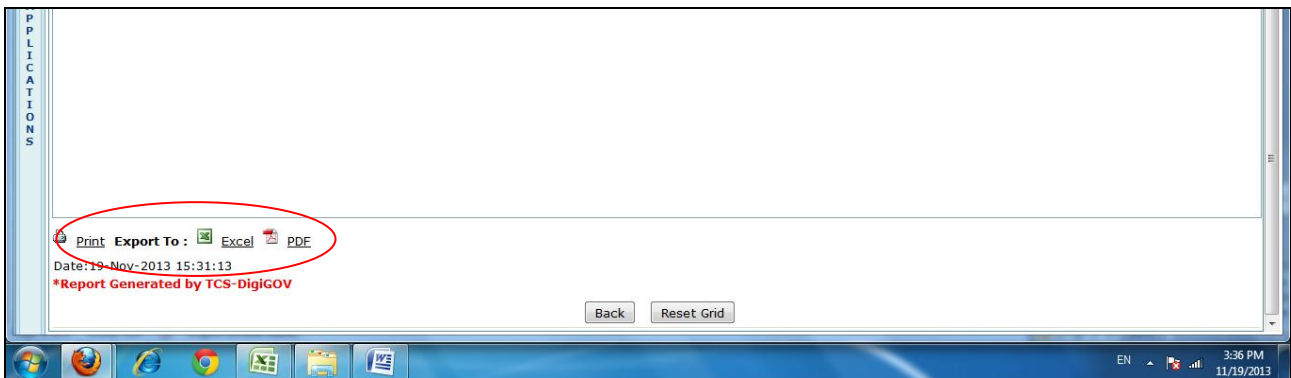 P
P
L
I
C
A
T
I
O
N
S
Print Export To : Excel PDF
Date:19-Nov-2013 15:31:13
*Report Generated by TCS-DigiGOV
Back Reset Grid
EN 3:36 PM
11/19/2013